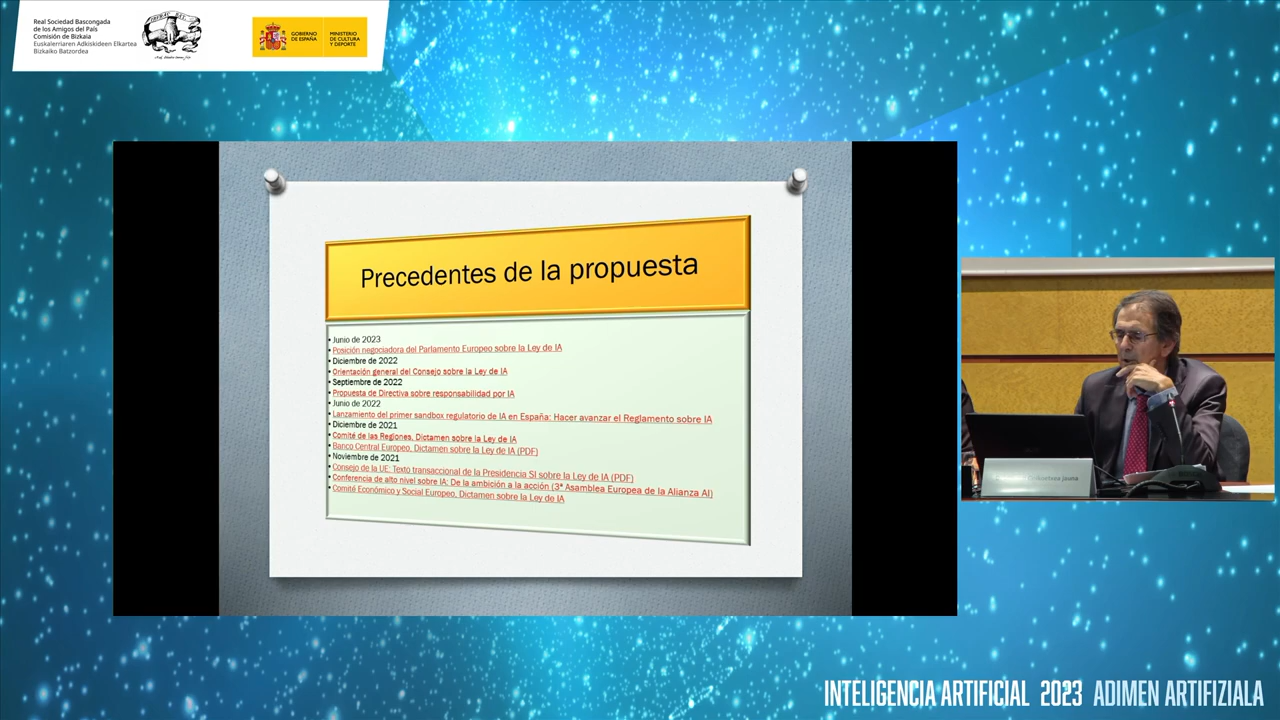 Real Sociedad Bascongada
de los Amigos del País
Comisión de Bizkaia
Euskalerriaren Adkiskideen Elkartea
Bizkaiko Batzordea
GOBIERNO
DE ESPAÑA
MINISTERIO
DE CULTURA
Y DEPORTE
Precedentes de la propuesta
• Junio de 2023
• Posición negociadora del Parlamento Europeo sobre la Ley de IA
• Diciembre de 2022
• Orientación general del Consejo sobre la Ley de IA
• Septiembre de 2022
• Propuesta de Directiva sobre responsabilidad por IA
• Junio de 2022
• Lanzamiento del primer sandbox regulatorio de IA en España: Hacer avanzar el Reglamento sobre IA
• Diciembre de 2021
• Comité de las Regiones, Dictamen sobre la Ley de IA
• Banco Central Europeo, Dictamen sobre la Ley de IA (PDF)
• Noviembre de 2021
• Consejo de la UE: Texto transaccional de la Presidencia SI sobre la Ley de IA (PDF)
• Conferencia de alto nivel sobre IA: De la ambición a la acción (3ª Asamblea Europea de la Alianza AI)
• Comité Económico y Social Europeo, Dictamen sobre la Ley de IA
jauna
INTELIGENCIA ARTIFICIAL 2023 ADIMEN ARTIFIZIALA